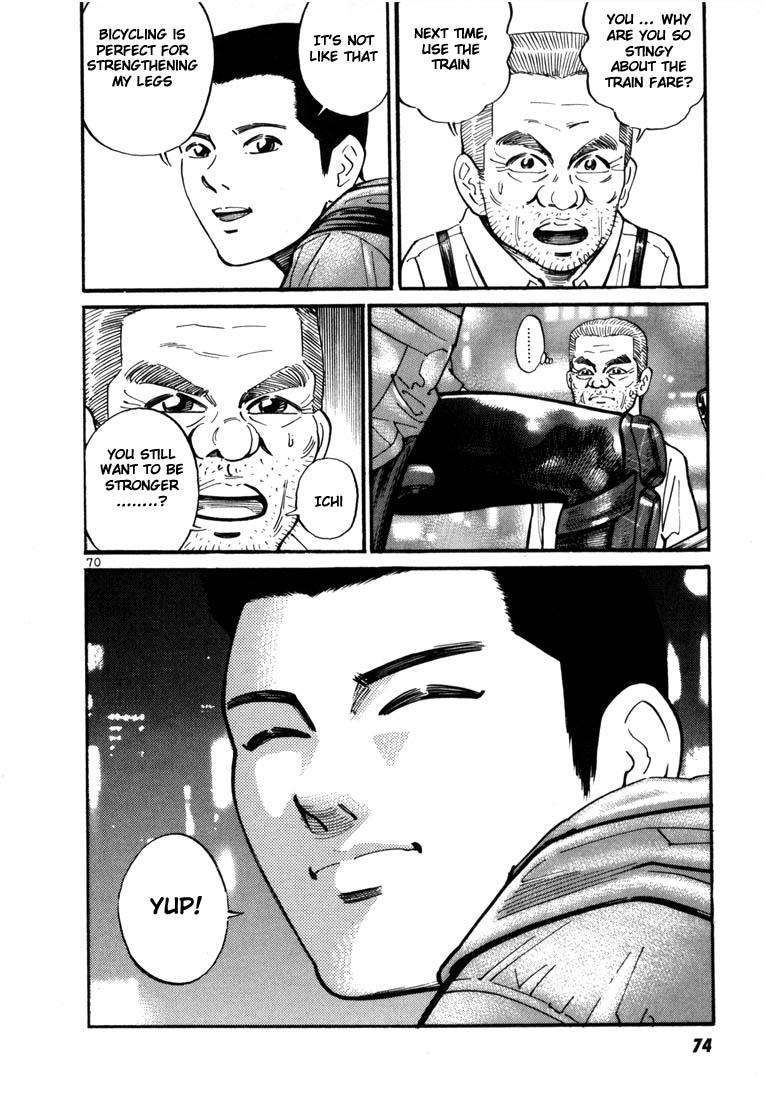 YOU ... WHY
ARE YOU SO
STINGY
ABOUT THE
TRAIN FARE?
NEXT TIME,
USE THE
TRAIN
IT'S NOT
LIKE THAT
BICYCLING IS
PERFECT FOR
STRENGTHENING
MY LEGS
......
ICHI
YOU STILL
WANT TO BE
STRONGER
........?
70
YUP!
74